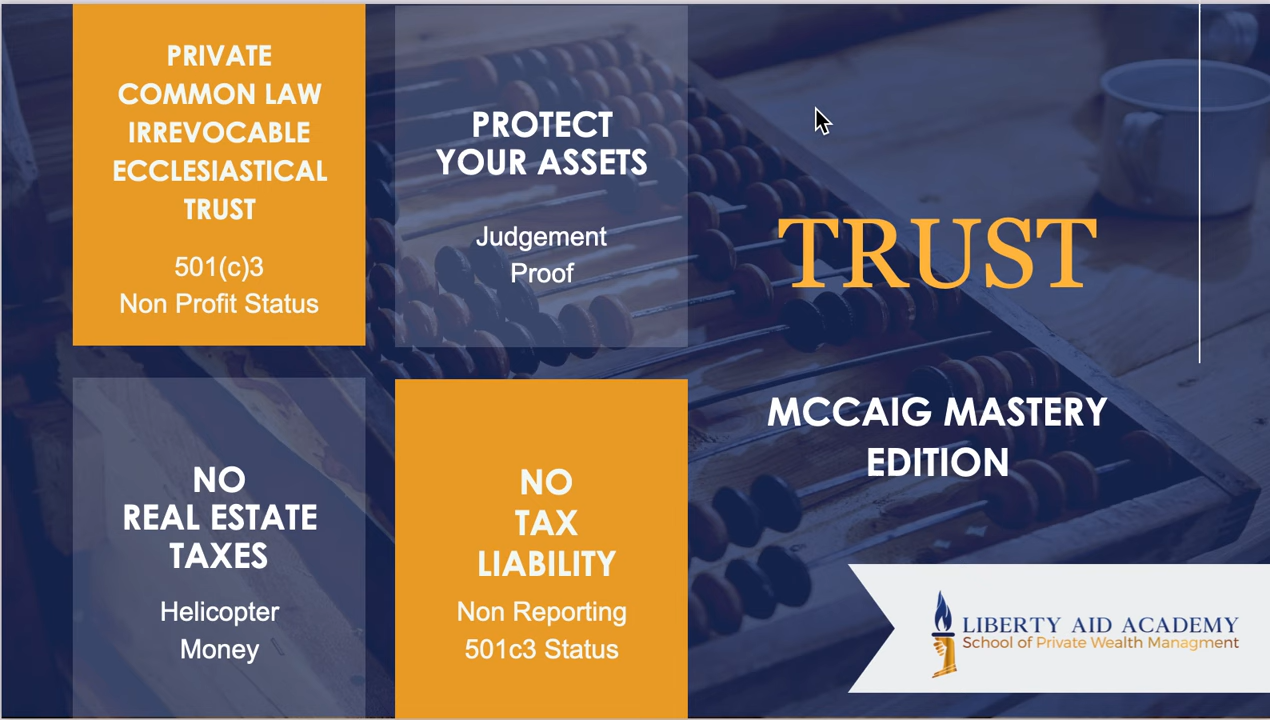 PRIVATE
COMMON LAW
IRREVOCABLE
ECCLESIASTICAL
TRUST
501(c)3
Non Profit Status
PROTECT
YOUR ASSETS
Judgement
Proof
NO
REAL ESTATE
TAXES
Helicopter
Money
NO
TAX
LIABILITY
Non Reporting
501c3 Status
TRUST
MCCAIG MASTERY
EDITION
LIBERTY AID ACADEMY
School of Private Wealth Managment